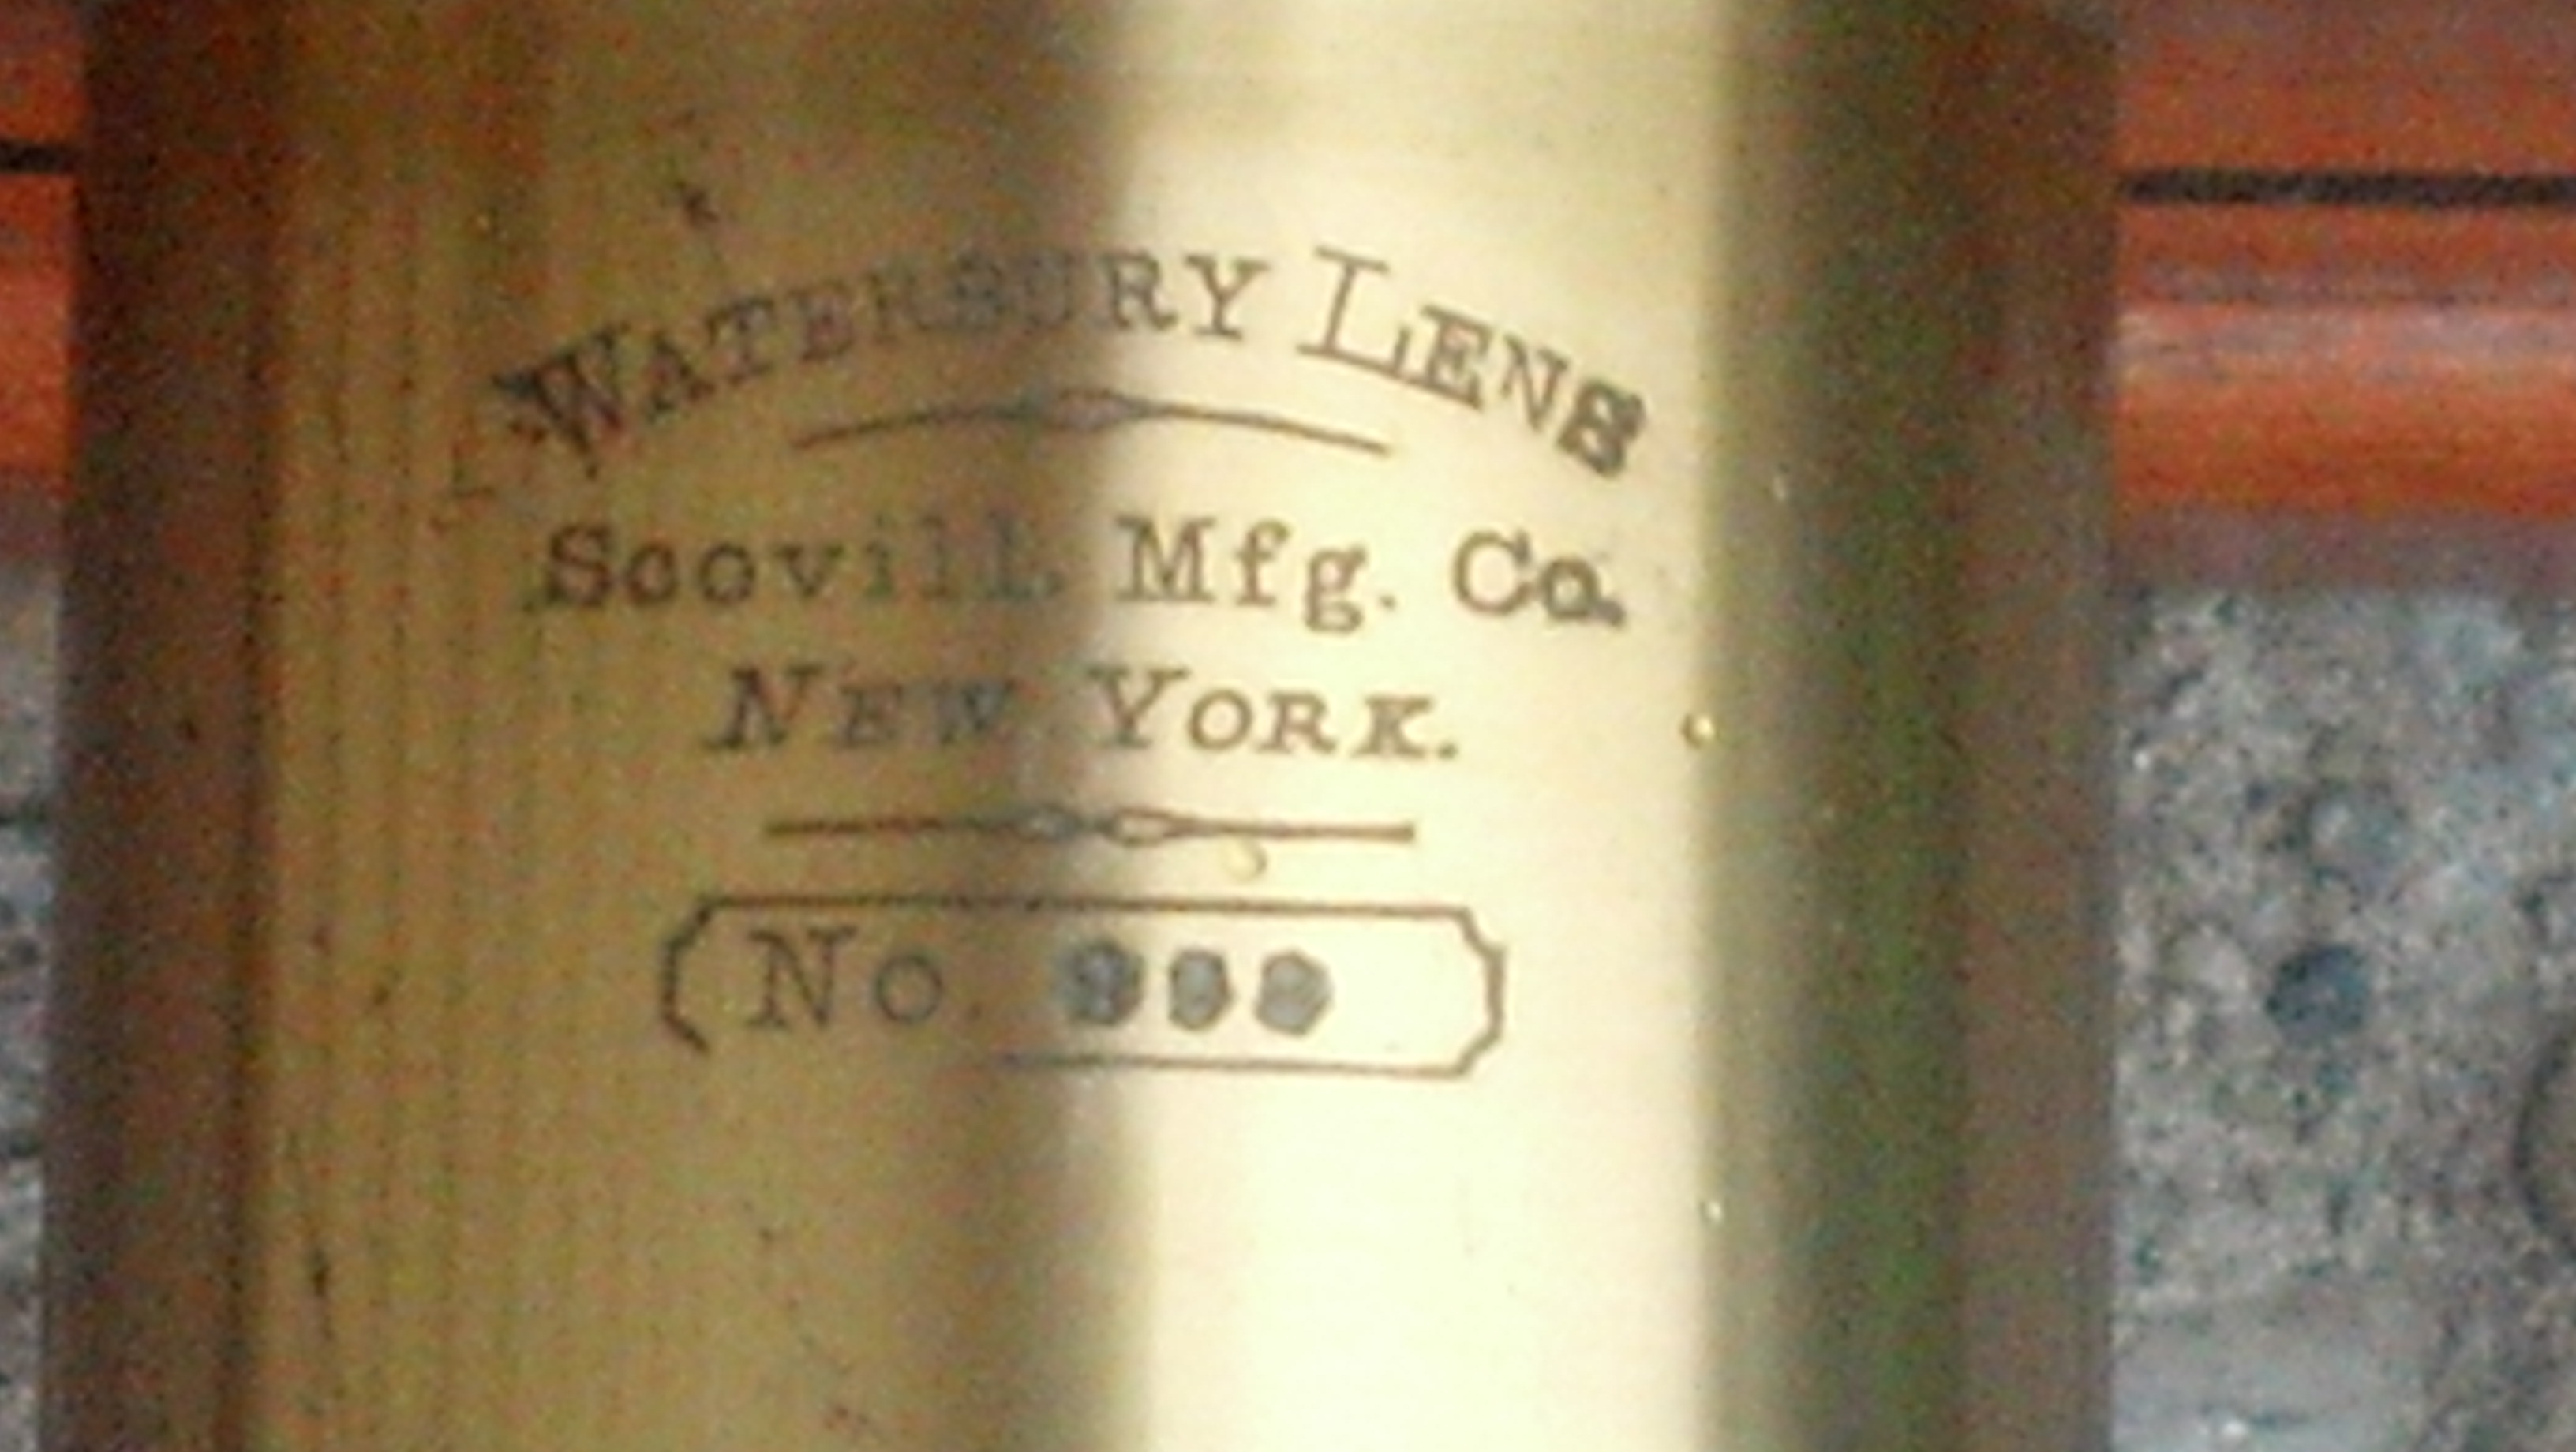 WATERBURY LENS
Scovill Mfg. Co.
NEW YORK.
No.